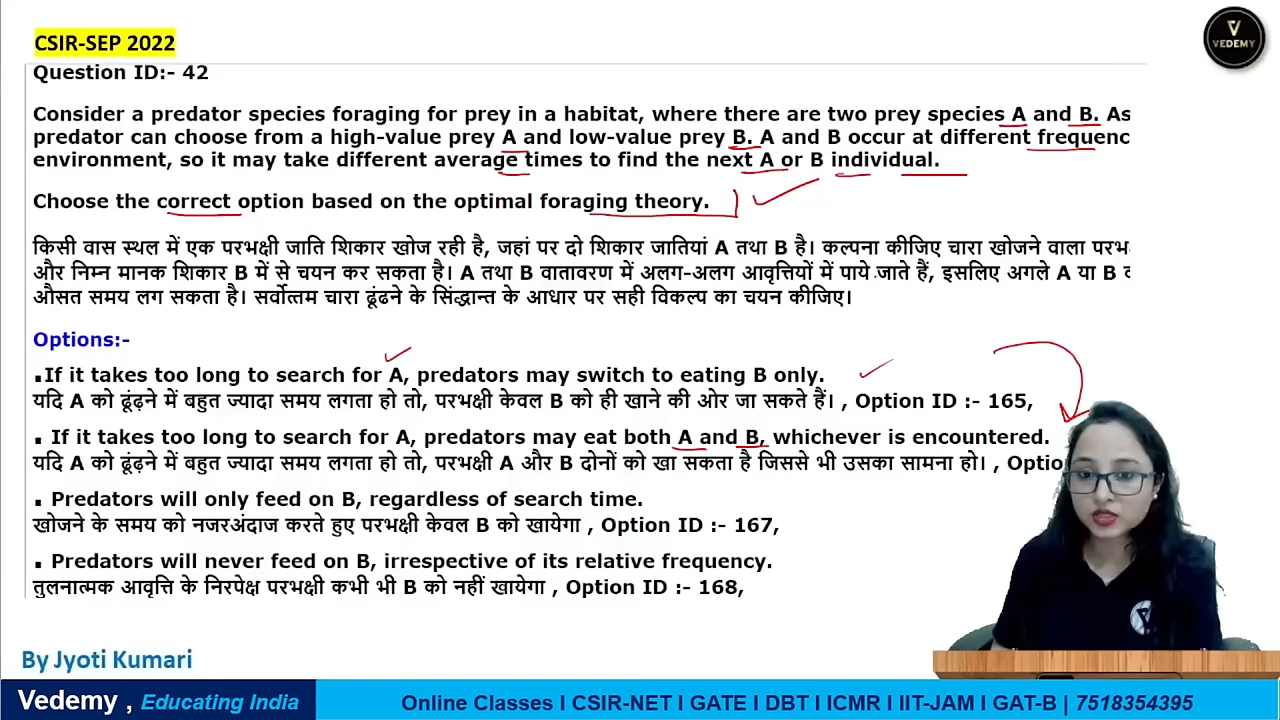 CSIR-SEP 2022
VEDEMY
Question ID:- 42
Consider a predator species foraging for prey in a habitat, where there are two prey species A and B. As
predator can choose from a high-value prey A and low-value prey B. A and B occur at different frequenc
environment, so it may take different average times to find the next A or B individual.
Choose the correct option based on the optimal foraging theory.
किसी वास स्थल में एक परभक्षी जाति शिकार खोज रही है, जहां पर दो शिकार जातियां A तथा B है। कल्पना कीजिए चारा खोजने वाला परभ
और निम्न मानक शिकार B में से चयन कर सकता है। A तथा B वातावरण में अलग-अलग आवृत्तियों में पाये जाते हैं, इसलिए अगले A या B
औसत समय लग सकता है। सर्वोत्तम चारा ढूंढने के सिंद्धान्त के आधार पर सही विकल्प का चयन कीजिए।
Options:-
.If it takes too long to search for A, predators may switch to eating B only.
यदि A को ढूंढ़ने में बहुत ज्यादा समय लगता हो तो, परभक्षी केवल B को ही खाने की ओर जा सकते हैं। , Option ID :- 165,
. If it takes too long to search for A, predators may eat both A and B, whichever is encountered.
यदि A को ढूंढ़ने में बहुत ज्यादा समय लगता हो तो, परभक्षी A और B दोनों को खा सकता है जिससे भी उसका सामना हो। , Optio
. Predators will only feed on B, regardless of search time.
खोजने के समय को नजरअंदाज करते हुए परभक्षी केवल B को खायेगा , Option ID :- 167,
. Predators will never feed on B, irrespective of its relative frequency.
तुलनात्मक आवृत्ति के निरपेक्ष परभक्षी कभी भी B को नहीं खायेगा , Option ID :- 168,
By Jyoti Kumari
Vedemy , Educating India
Online Classes I CSIR-NET I GATE I DBT I ICMR I IIT-JAM I GAT-B | 7518354395